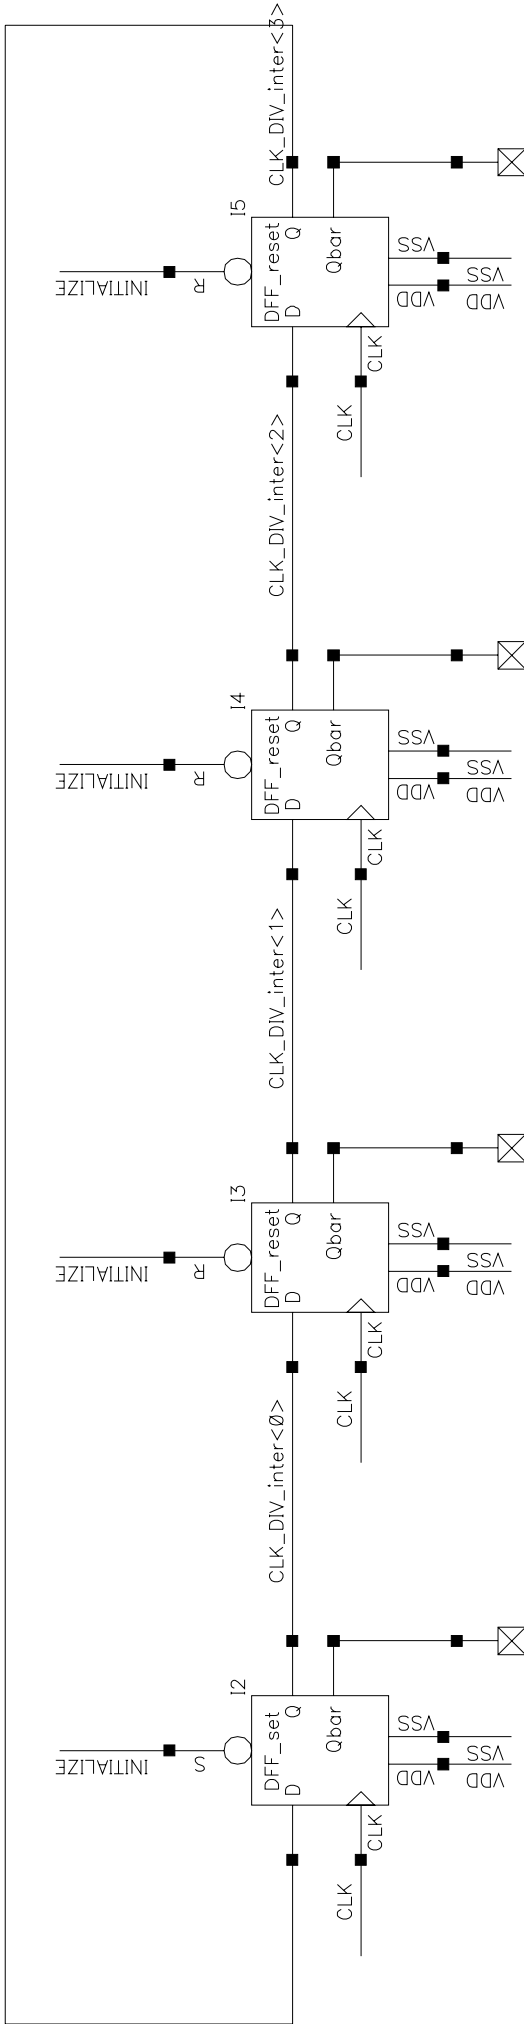 CLK_DIV_inter<3>
I5
INITIALIZE
R
DFF_reset
D
Q
Qbar
CLK
CLK
VSS
VSS
VDD
VDD
CLK_DIV_inter<2>
I4
INITIALIZE
R
DFF_reset
D
Q
Qbar
CLK
CLK
VSS
VSS
VDD
VDD
CLK_DIV_inter<1>
I3
INITIALIZE
R
DFF_reset
D
Q
Qbar
CLK
CLK
VSS
VSS
VDD
VDD
CLK_DIV_inter<0>
I2
INITIALIZE
S
DFF_set
D
Q
Qbar
CLK
CLK
VSS
VSS
VDD
VDD